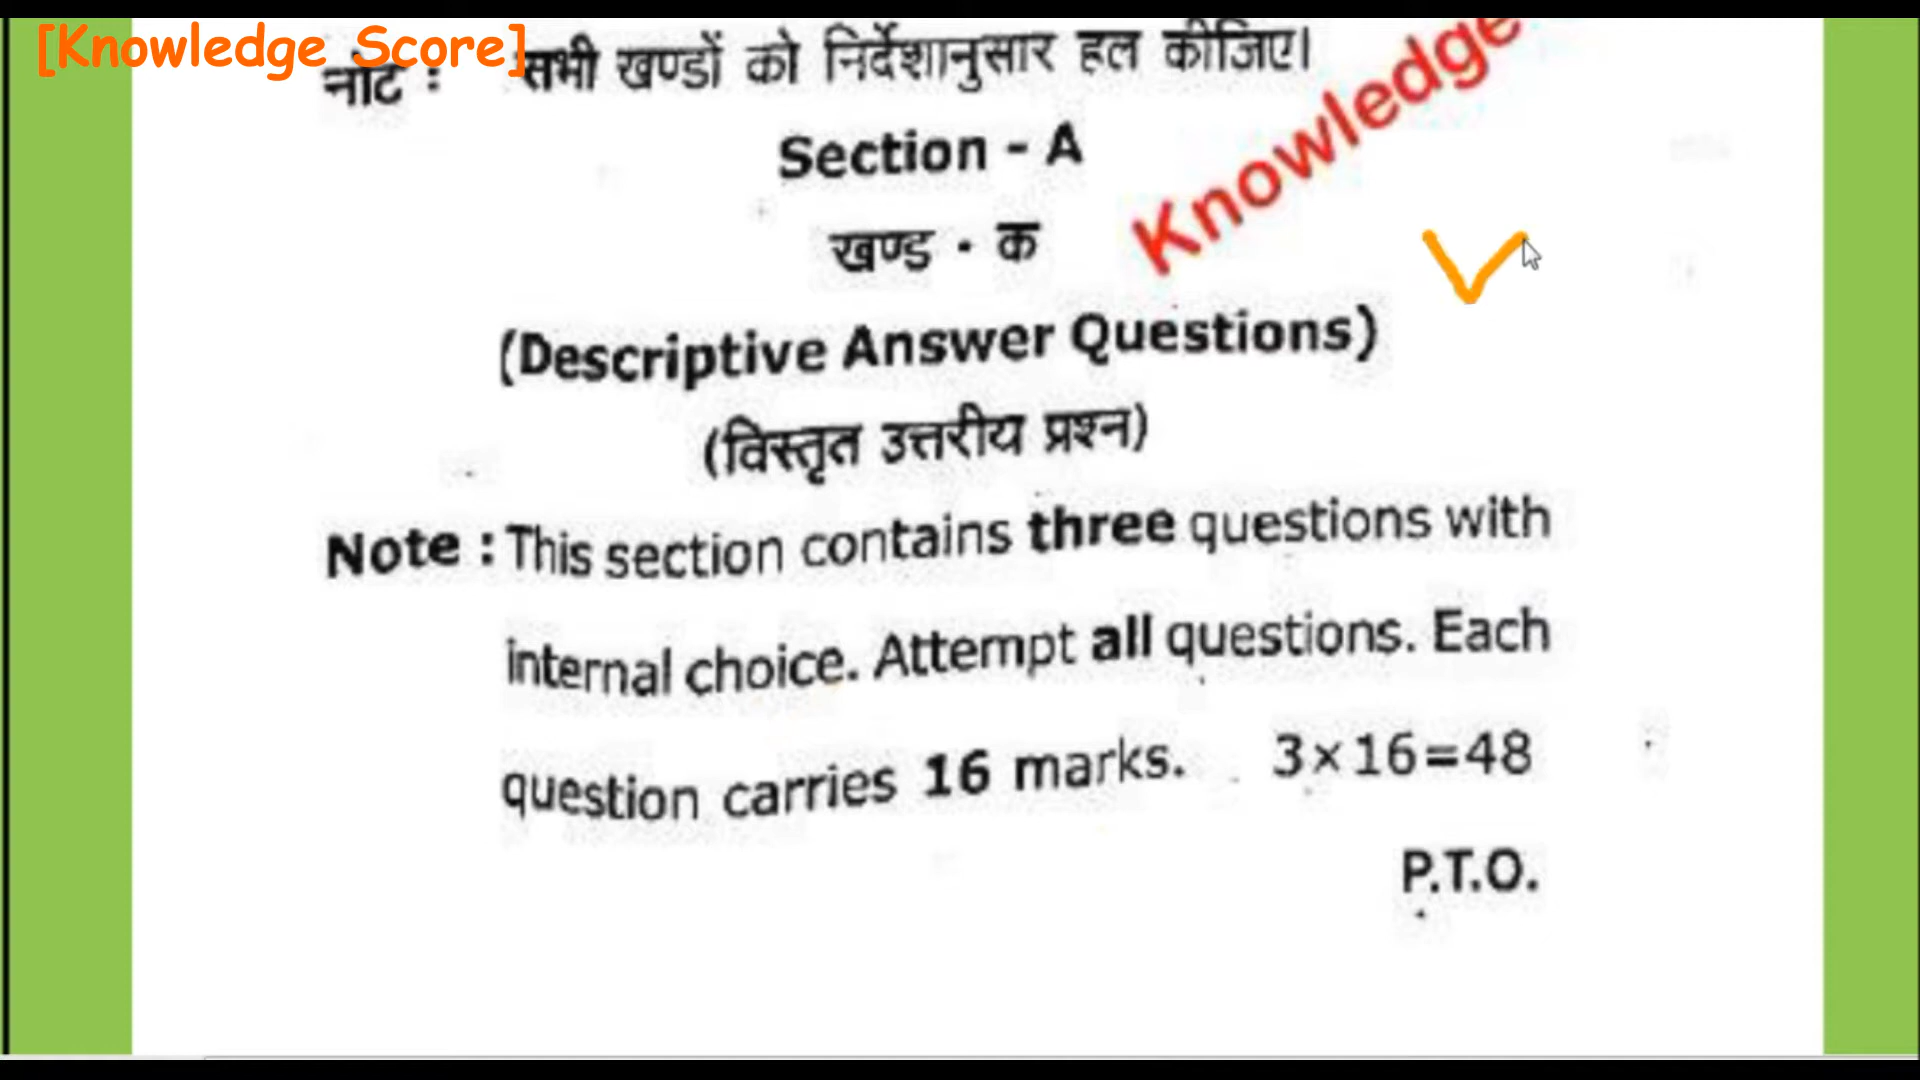 [Knowledge Score]
नोट : सभी खण्डों को निर्देशानुसार हल कीजिए।
Knowledge
Section - A
खण्ड - क
(Descriptive Answer Questions)
(विस्तृत उत्तरीय प्रश्न)
Note : This section contains three questions with
internal choice. Attempt all questions. Each
question carries 16 marks. 3×16=48
P.T.O.